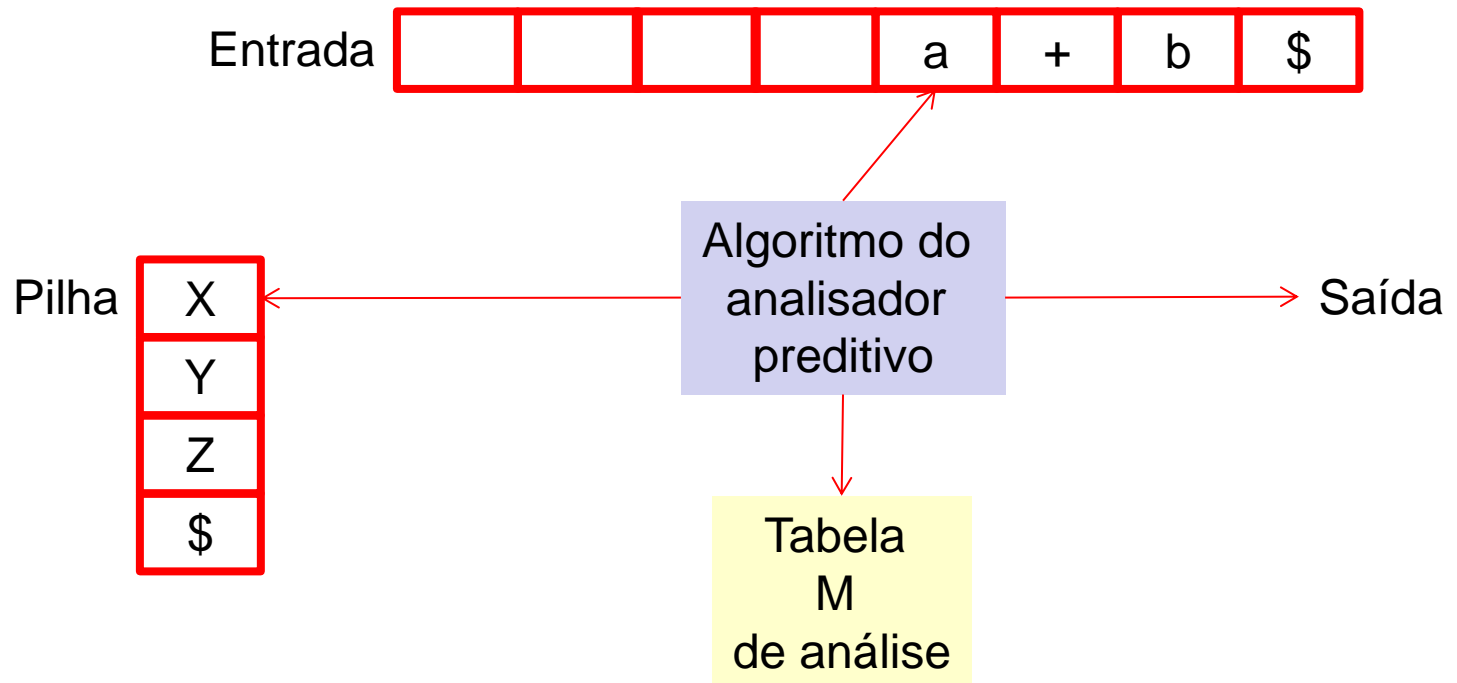 Entrada a + b $
Algoritmo do
analisador
preditivo
Pilha X
Y
Z
$
Saída
Tabela
M
de análise